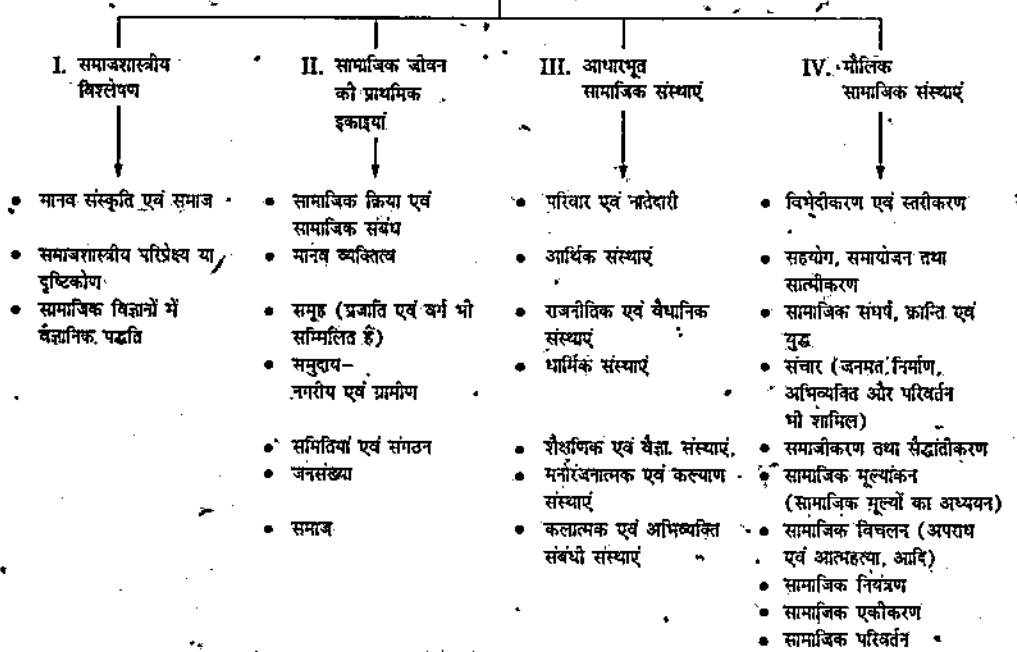 I. समाजशास्त्रीय
विश्लेषण
II. सामाजिक जीवन
की प्राथमिक
इकाइयां
III. आधारभूत
सामाजिक संस्थाएं
IV. मौलिक
सामाजिक संस्थाएं
• मानव संस्कृति एवं समाज
• समाजशास्त्रीय परिप्रेक्ष्य या
दृष्टिकोण
• सामाजिक विज्ञानों में
वैज्ञानिक पद्धति
• सामाजिक क्रिया एवं
सामाजिक संबंध
• मानव व्यक्तित्व
• समूह (प्रजाति एवं वर्ग भी
सम्मिलित हैं)
• समुदाय–
नगरीय एवं ग्रामीण
• समितियां एवं संगठन
• जनसंख्या
• समाज
• परिवार एवं नातेदारी
• आर्थिक संस्थाएं
• राजनीतिक एवं वैधानिक
संस्थाएं
• धार्मिक संस्थाएं
• शैक्षणिक एवं वैज्ञा. संस्थाएं
• मनोरंजनात्मक एवं कल्याण
संस्थाएं
• कलात्मक एवं अभिव्यक्ति
संबंधी संस्थाएं
• विभेदीकरण एवं स्तरीकरण
• सहयोग, समायोजन तथा
सात्मीकरण
• सामाजिक संघर्ष, क्रान्ति एवं
युद्ध
• संचार (जनमत निर्माण,
अभिव्यक्ति और परिवर्तन
भी शामिल)
• समाजीकरण तथा सैद्धांतीकरण
• सामाजिक मूल्यांकन
(सामाजिक मूल्यों का अध्ययन)
• सामाजिक विचलन (अपराध
एवं आत्महत्या, आदि)
• सामाजिक नियंत्रण
• सामाजिक एकीकरण
• सामाजिक परिवर्तन